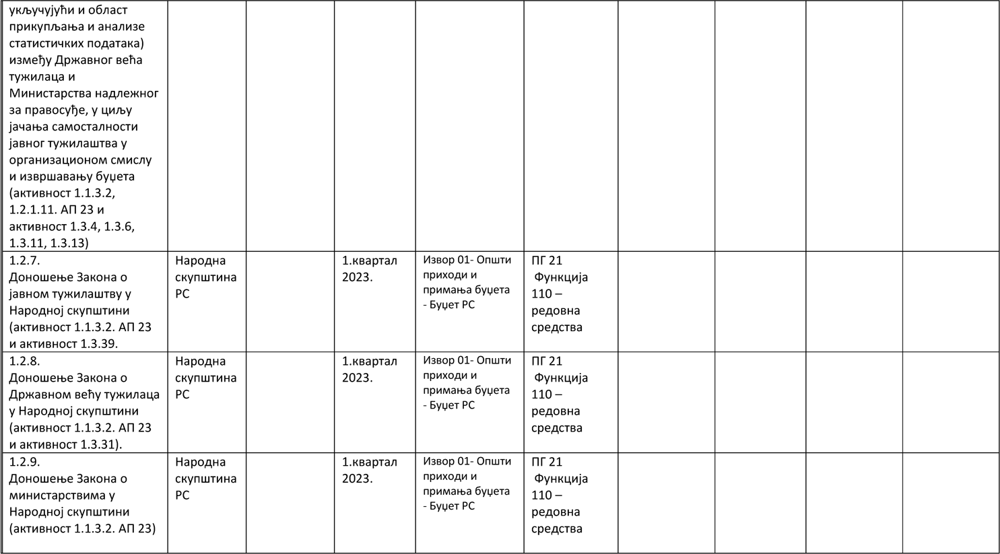 укључујући и област
прикупљања и анализе
статистичких података)
између Државног већа
тужилаца и
Министарства надлежног
за правосуђе, у циљу
јачања самосталности
јавног тужилаштва у
организационом смислу
и извршавању буџета
(активност 1.1.3.2,
1.2.1.11. АП 23 и
активност 1.3.4, 1.3.6,
1.3.11, 1.3.13)
1.2.7.
Доношење Закона о
јавном тужилаштву у
Народној скупштини
(активност 1.1.3.2. АП 23
и активност 1.3.39.
Народна
скупштина
РС
1.квартал
2023.
Извор 01- Општи
приходи и
примања буџета
- Буџет РС
ПГ 21
Функција
110 –
редовна
средства
1.2.8.
Доношење Закона о
Државном већу тужилаца
у Народној скупштини
(активност 1.1.3.2. АП 23
и активност 1.3.31).
Народна
скупштина
РС
1.квартал
2023.
Извор 01- Општи
приходи и
примања буџета
- Буџет РС
ПГ 21
Функција
110 –
редовна
средства
1.2.9.
Доношење Закона о
министарствима у
Народној скупштини
(активност 1.1.3.2. АП 23)
Народна
скупштина
РС
1.квартал
2023.
Извор 01- Општи
приходи и
примања буџета
- Буџет РС
ПГ 21
Функција
110 –
редовна
средства